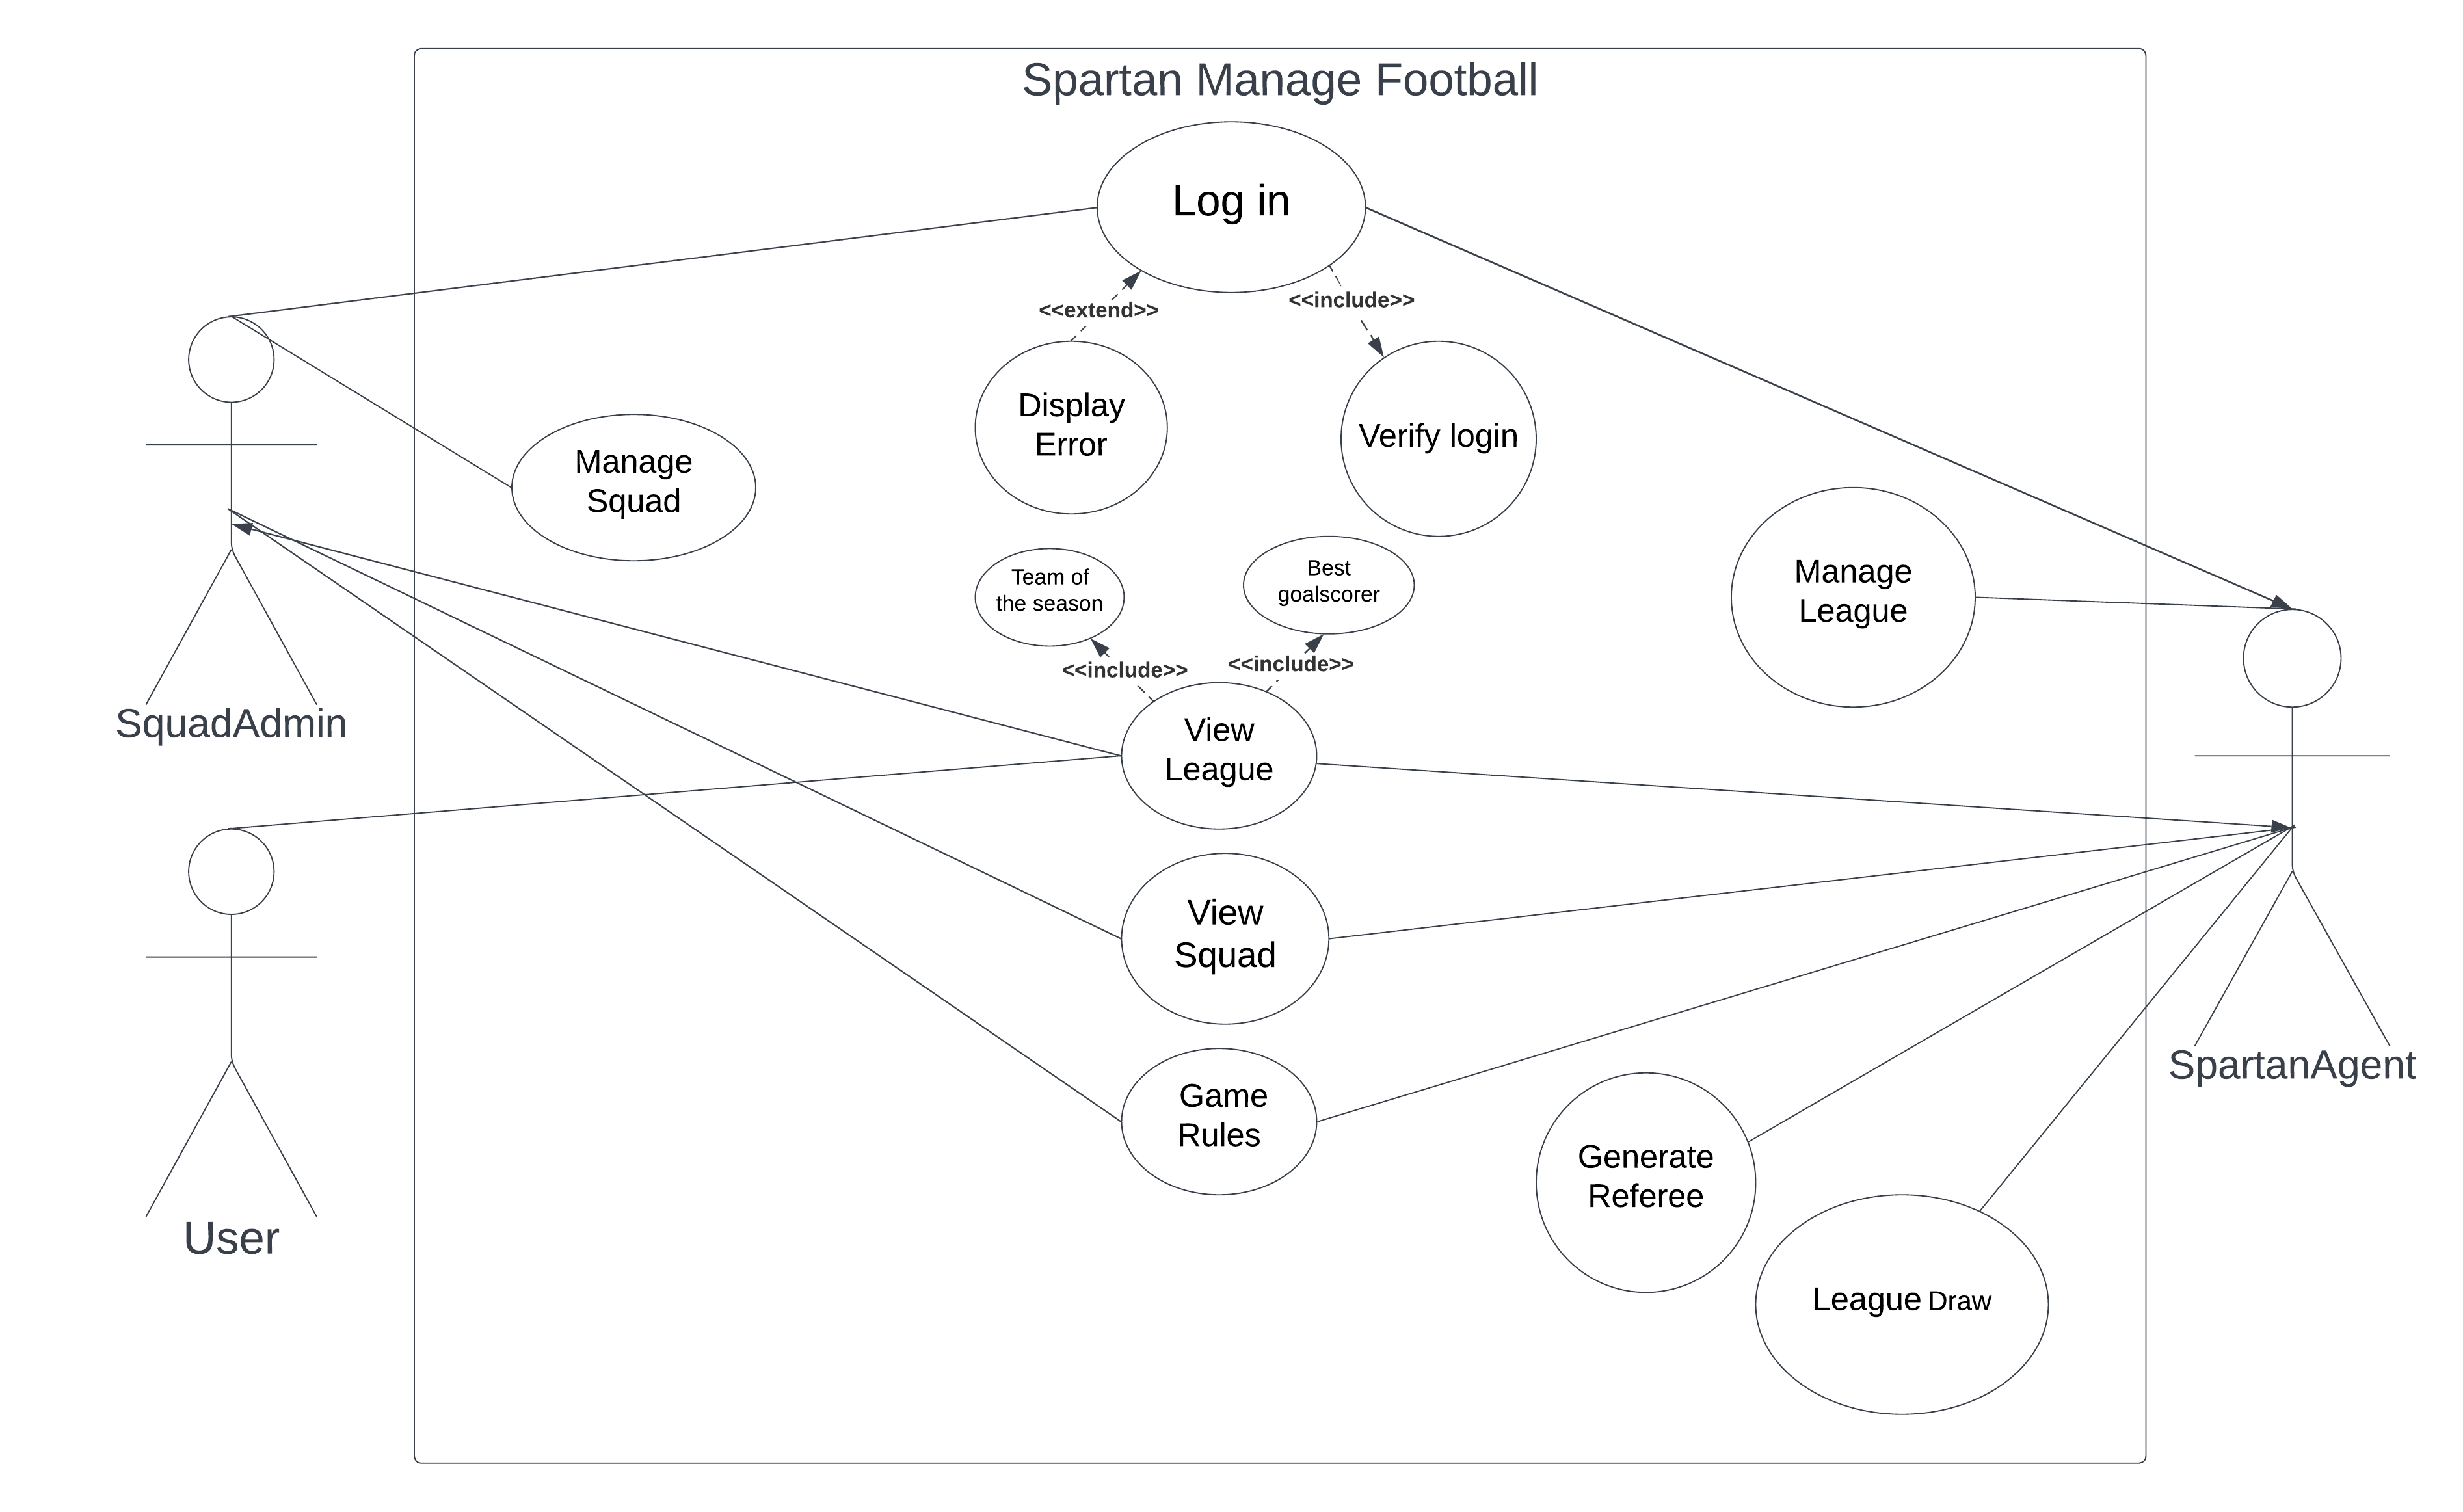 Spartan Manage Football
Log in
<<extend>>
<<include>>
Display
Error
Verify login
Manage
Squad
Team of
the season
Best
goalscorer
Manage
League
<<include>>
<<include>>
SquadAdmin
View
League
View
Squad
SpartanAgent
Game
Rules
Generate
Referee
User
League Draw